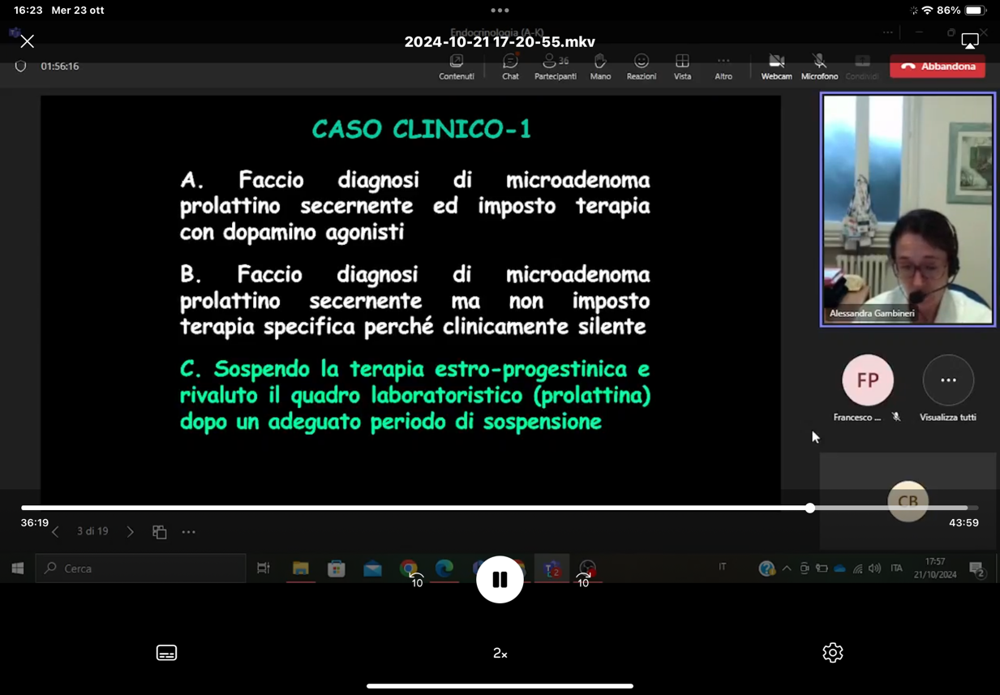 16:23 Mer 23 ott
86%
Endocrinologia (A-K)
2024-10-21 17-20-55.mkv
01:56:16
36
Contenuti Chat Partecipanti Mano Reazioni Vista Altro Webcam Microfono Condividi
Abbandona
CASO CLINICO-1
A. Faccio diagnosi di microadenoma
prolattino secernente ed imposto terapia
con dopamino agonisti
B. Faccio diagnosi di microadenoma
prolattino secernente ma non imposto
terapia specifica perché clinicamente silente
C. Sospendo la terapia estro-progestinica e
rivaluto il quadro laboratoristico (prolattina)
dopo un adeguato periodo di sospensione
Alessandra Gambineri
FP
Francesco ...
Visualizza tutti
CB
36:19
43:59
3 di 19
Cerca
10
10
2
IT
ITA
17:57
21/10/2024
2
2x